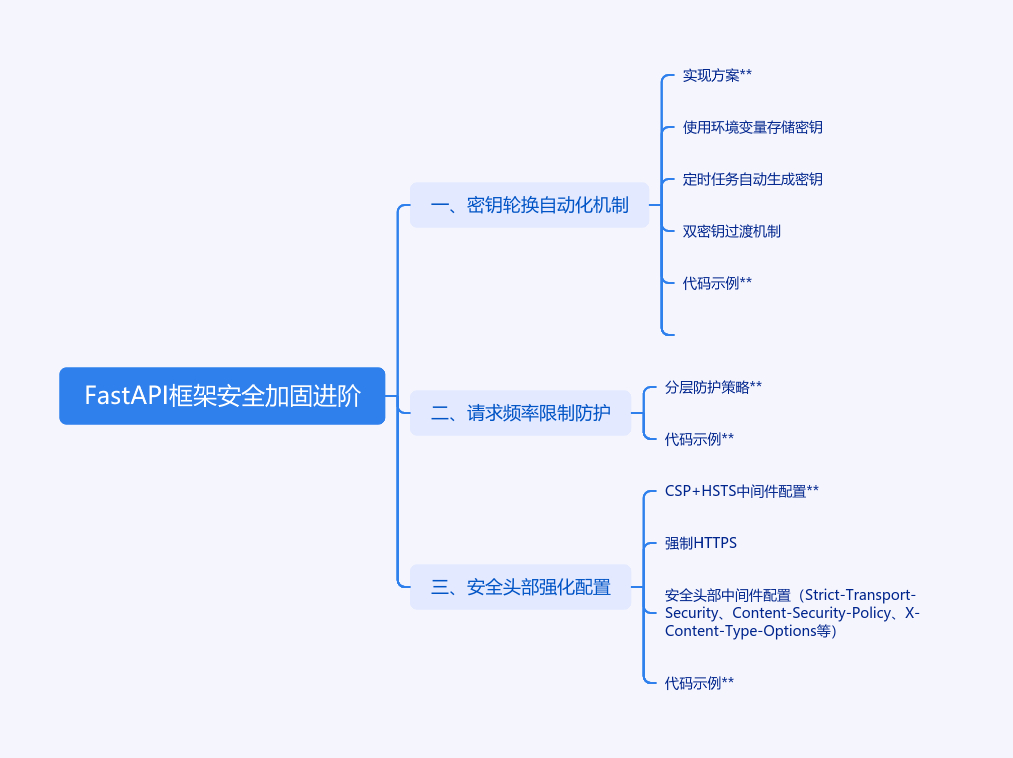 FastAPI框架安全加固进阶
一、密钥轮换自动化机制
实现方案**
使用环境变量存储密钥
定时任务自动生成密钥
双密钥过渡机制
代码示例**
二、请求频率限制防护
分层防护策略**
代码示例**
三、安全头部强化配置
CSP+HSTS中间件配置**
强制HTTPS
安全头部中间件配置（Strict-Transport-
Security、Content-Security-Policy、X-
Content-Type-Options等）
代码示例**